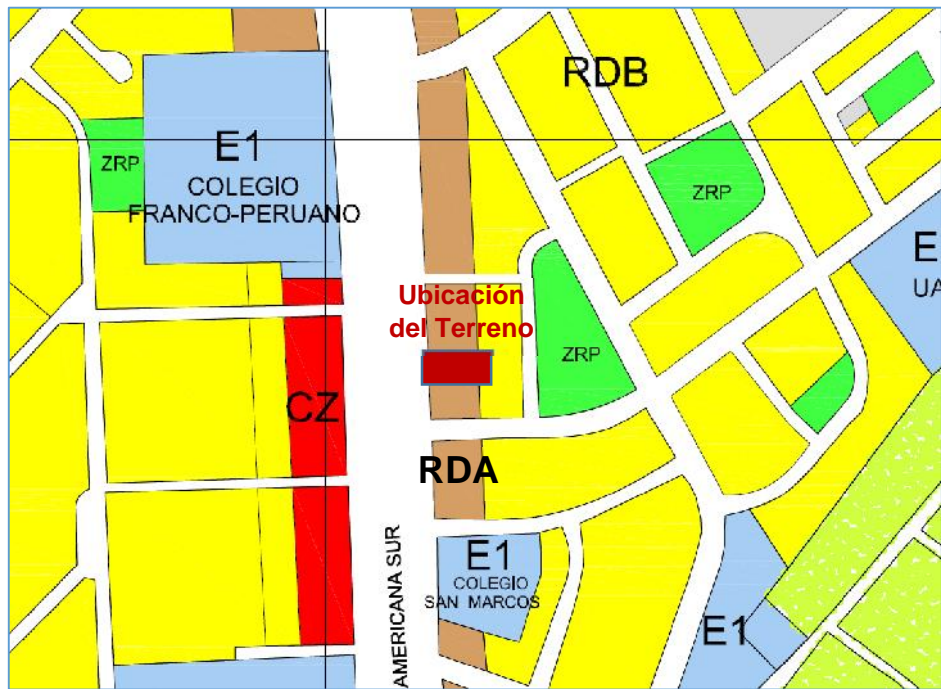 RDB
E1
COLEGIO
FRANCO-PERUANO
ZRP
ZRP
E
UA
Ubicación
del Terreno
ZRP
CZ
RDA
AMERICANA SUR
E1
COLEGIO
SAN MARCOS
E1